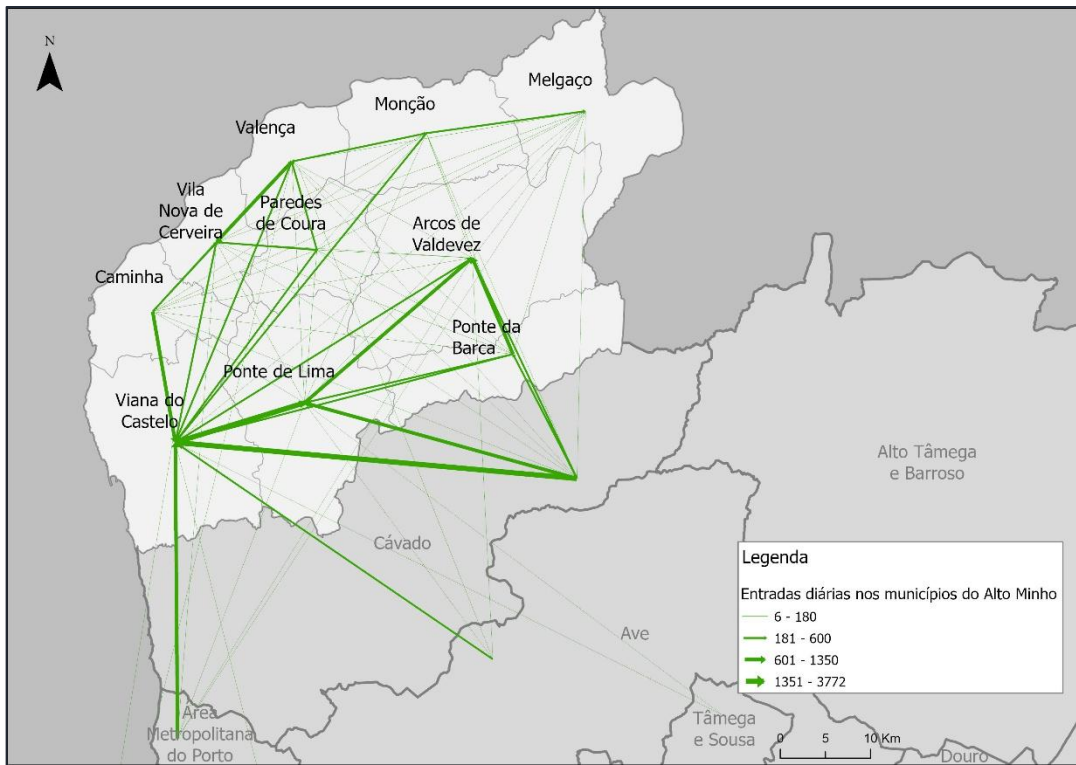 N
Melgaço
Monção
Valença
Vila
Nova de
Cerveira
Paredes
de Coura
Arcos de
Valdevez
Caminha
Ponte da
Barca
Ponte de Lima
Viana do
Castelo
Alto Tâmega
e Barroso
Cávado
Ave
Área
Metropolitana
do Porto
Tâmega
e Sousa
Douro
Legenda
Entradas diárias nos municípios do Alto Minho
6 - 180
181 - 600
601 - 1350
1351 - 3772
0 5 10 Km